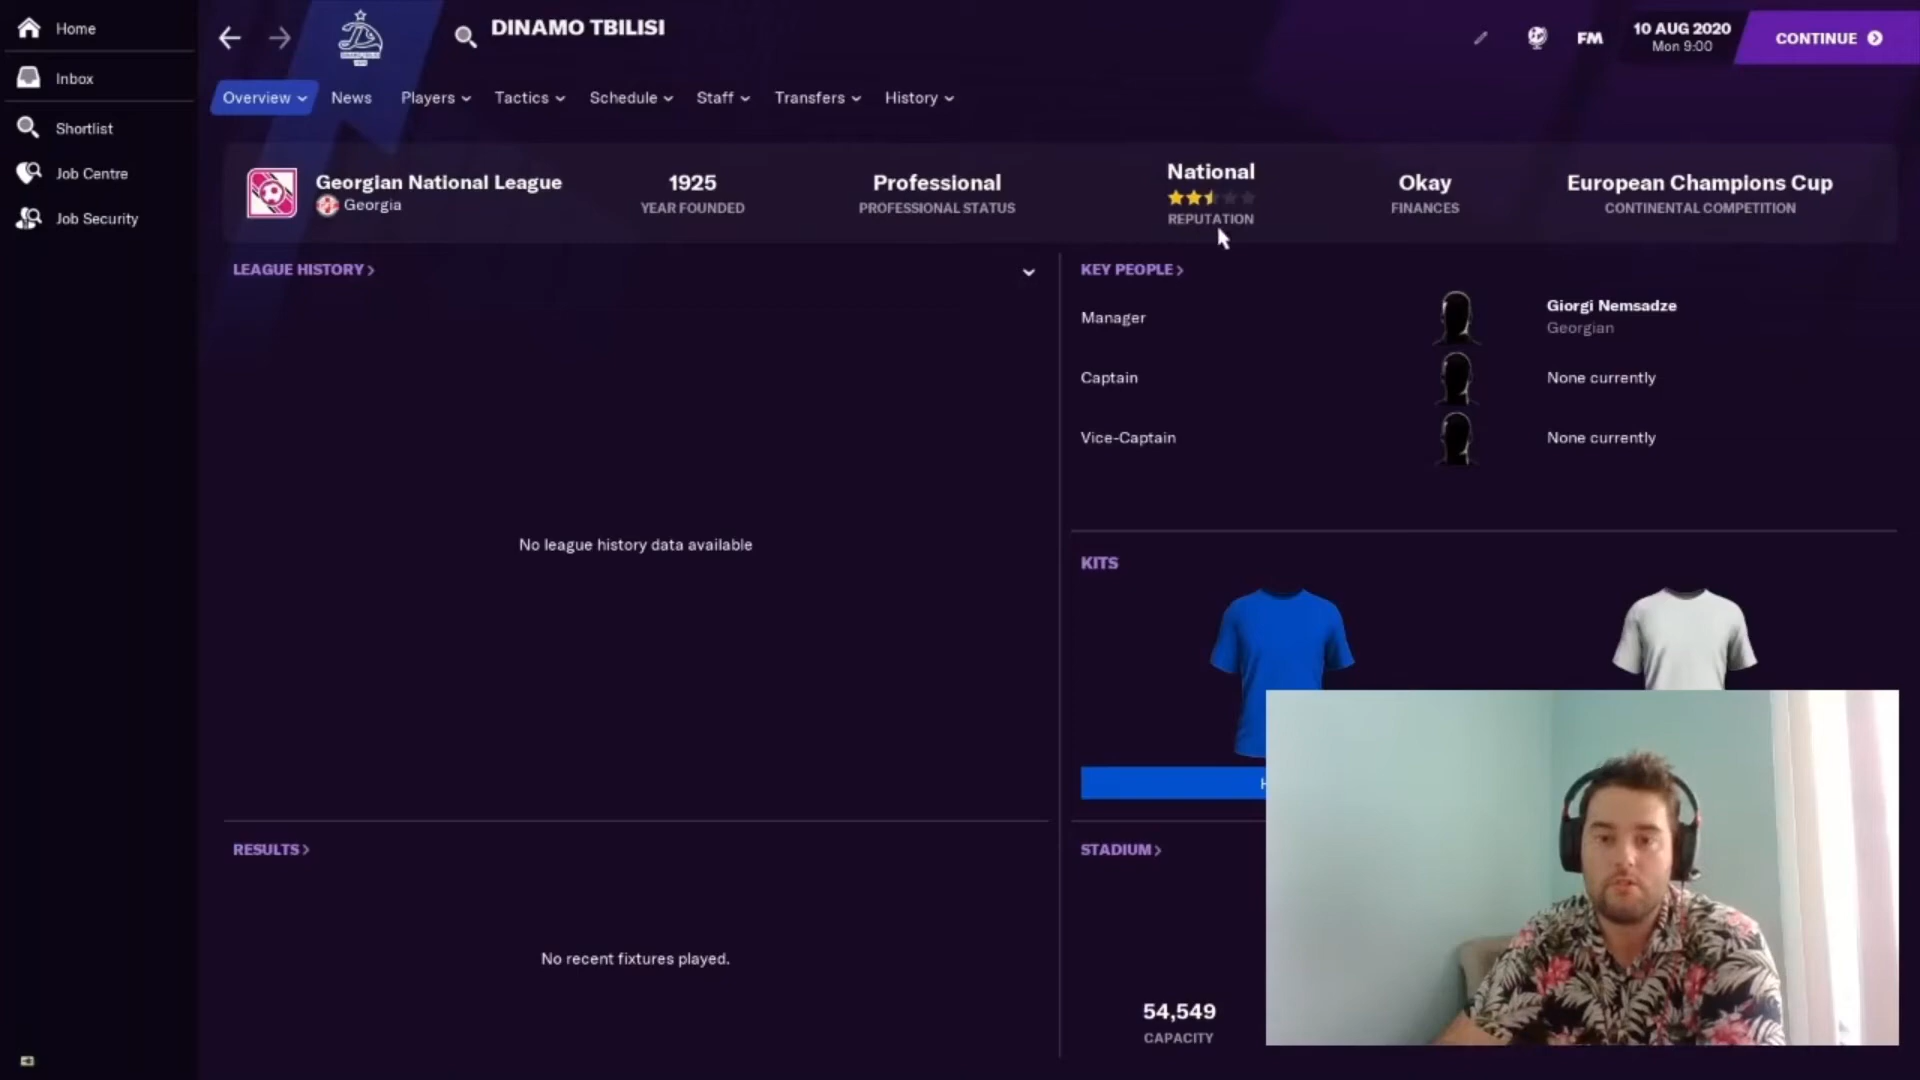 Home
Inbox
Shortlist
Job Centre
Job Security
DINAMO TBILISI
FM
10 AUG 2020
Mon 9:00
CONTINUE
Overview
News
Players
Tactics
Schedule
Staff
Transfers
History
Georgian National League
Georgia
1925
YEAR FOUNDED
Professional
PROFESSIONAL STATUS
National
REPUTATION
Okay
FINANCES
European Champions Cup
CONTINENTAL COMPETITION
LEAGUE HISTORY
No league history data available
KEY PEOPLE
Manager
Giorgi Nemsadze
Georgian
Captain
None currently
Vice-Captain
None currently
KITS
RESULTS
No recent fixtures played.
STADIUM
54,549
CAPACITY